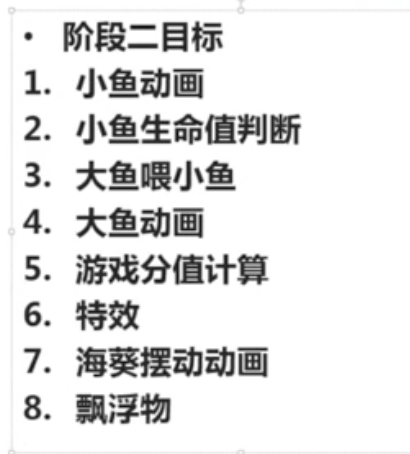 • 阶段二目标
1. 小鱼动画
2. 小鱼生命值判断
3. 大鱼喂小鱼
4. 大鱼动画
5. 游戏分值计算
6. 特效
7. 海葵摆动动画
8. 飘浮物